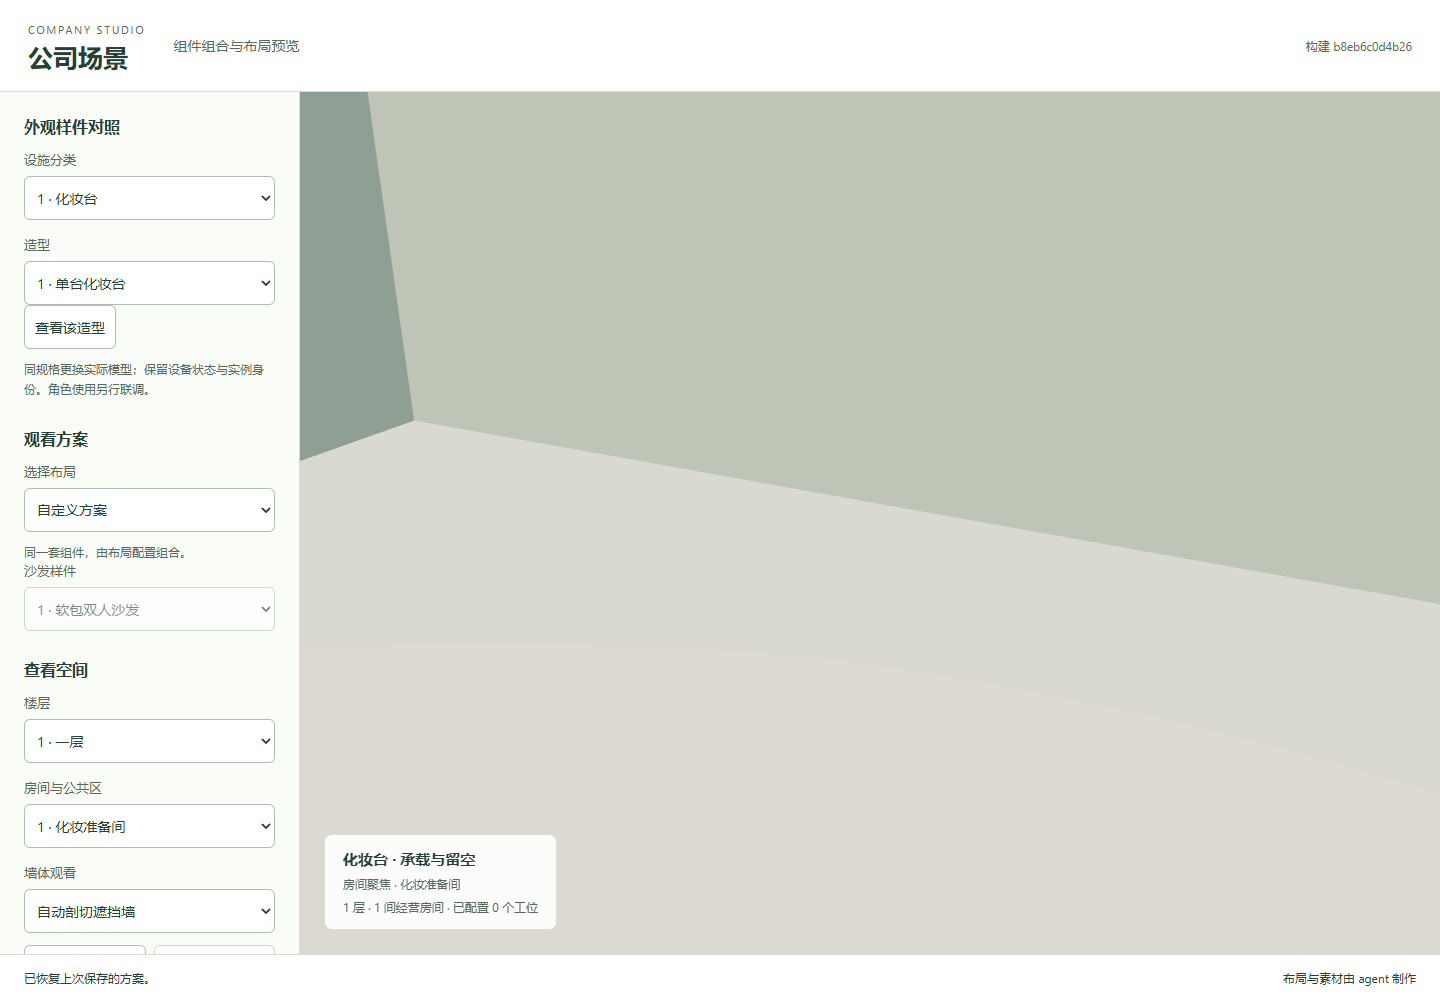 COMPANY STUDIO
公司场景
组件组合与布局预览
构建 b8eb6c0d4b26
外观样件对照
设施分类
1 · 化妆台
造型
1 · 单台化妆台
查看该造型
同规格更换实际模型；保留设备状态与实例身
份。角色使用另行联调。
观看方案
选择布局
自定义方案
同一套组件，由布局配置组合。
沙发样件
1 · 软包双人沙发
查看空间
楼层
1 · 一层
房间与公共区
1 · 化妆准备间
墙体观看
自动剖切遮挡墙
化妆台 · 承载与留空
房间聚焦 · 化妆准备间
1 层 · 1 间经营房间 · 已配置 0 个工位
已恢复上次保存的方案。
布局与素材由 agent 制作